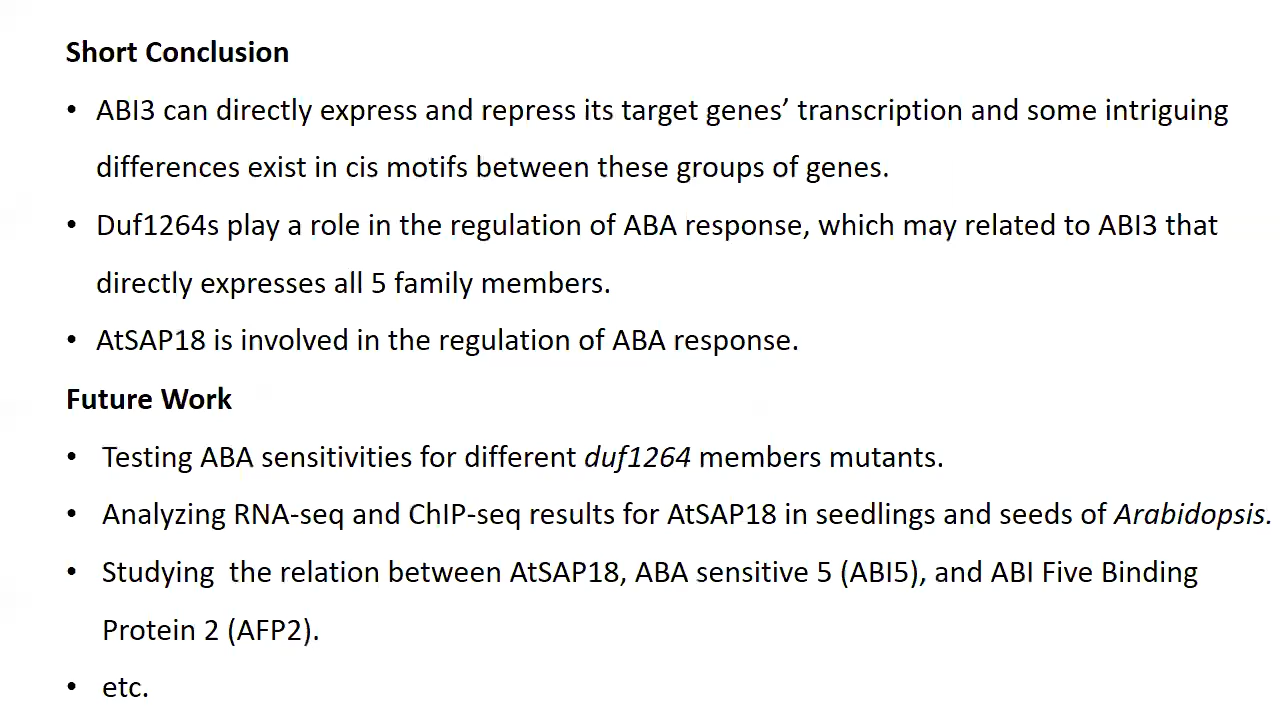 Short Conclusion
• ABI3 can directly express and repress its target genes’ transcription and some intriguing
differences exist in cis motifs between these groups of genes.
• Duf1264s play a role in the regulation of ABA response, which may related to ABI3 that
directly expresses all 5 family members.
• AtSAP18 is involved in the regulation of ABA response.
Future Work
• Testing ABA sensitivities for different duf1264 members mutants.
• Analyzing RNA-seq and ChIP-seq results for AtSAP18 in seedlings and seeds of Arabidopsis.
• Studying  the relation between AtSAP18, ABA sensitive 5 (ABI5), and ABI Five Binding
Protein 2 (AFP2).
• etc.